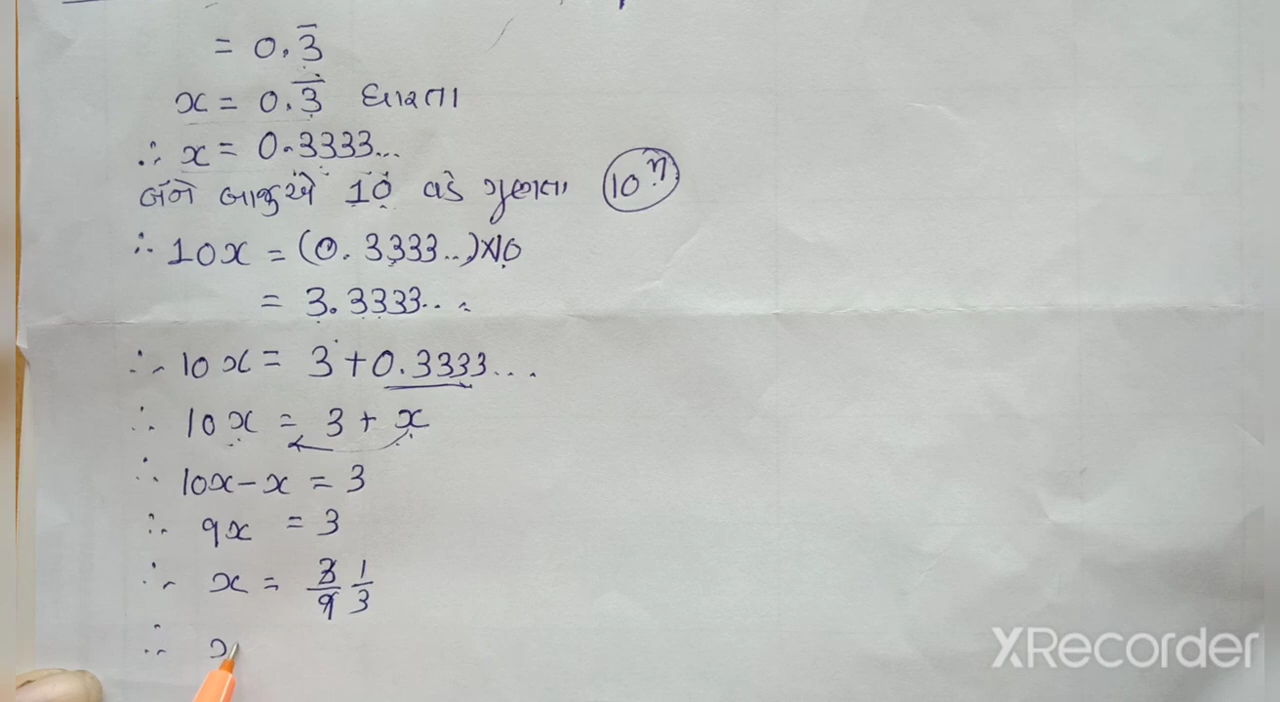 = 0.3̅
x = 0.3̅ ધારતા
∴ x = 0.3333...
બંને બાજુએ 10 વડે ગુણતા 10ⁿ
∴ 10x = (0.3333..)×10
= 3.3333...
∴ 10x = 3 + 0.3333...
∴ 10x = 3 + x
∴ 10x - x = 3
∴ 9x = 3
∴ x = 3/9 1/3
∴ x
XRecorder